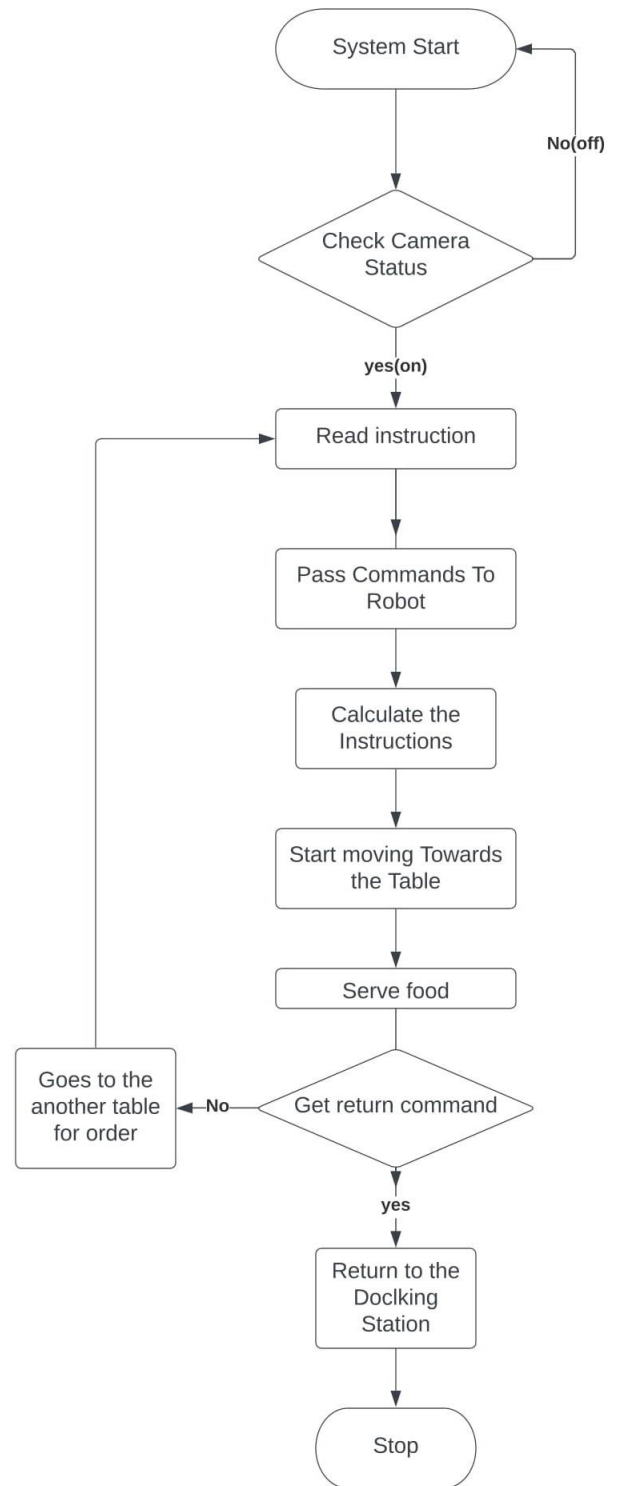 System Start
No(off)
Check Camera
Status
yes(on)
Read instruction
Pass Commands To
Robot
Calculate the
Instructions
Start moving Towards
the Table
Serve food
Goes to the
another table
for order
No
Get return command
yes
Return to the
Doclking
Station
Stop